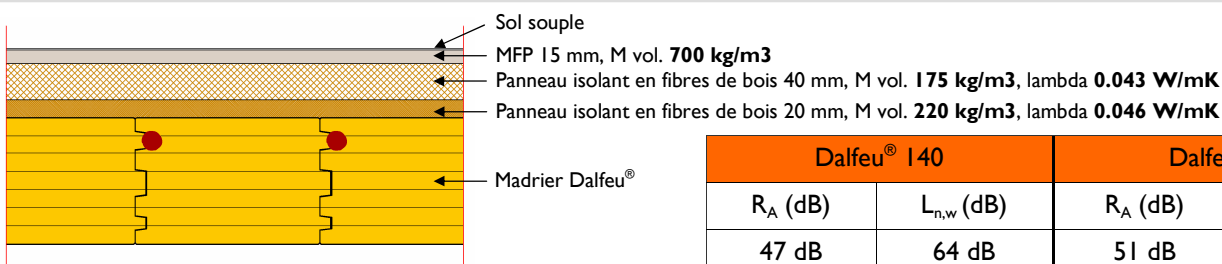 Sol souple
MFP 15 mm, M vol. 700 kg/m3
Panneau isolant en fibres de bois 40 mm, M vol. 175 kg/m3, lambda 0.043 W/mK
Panneau isolant en fibres de bois 20 mm, M vol. 220 kg/m3, lambda 0.046 W/mK
Madrier Dalfeu®
Dalfeu® 140 Dalfe
R_A (dB) L_n,w (dB) R_A (dB)
47 dB 64 dB 51 dB